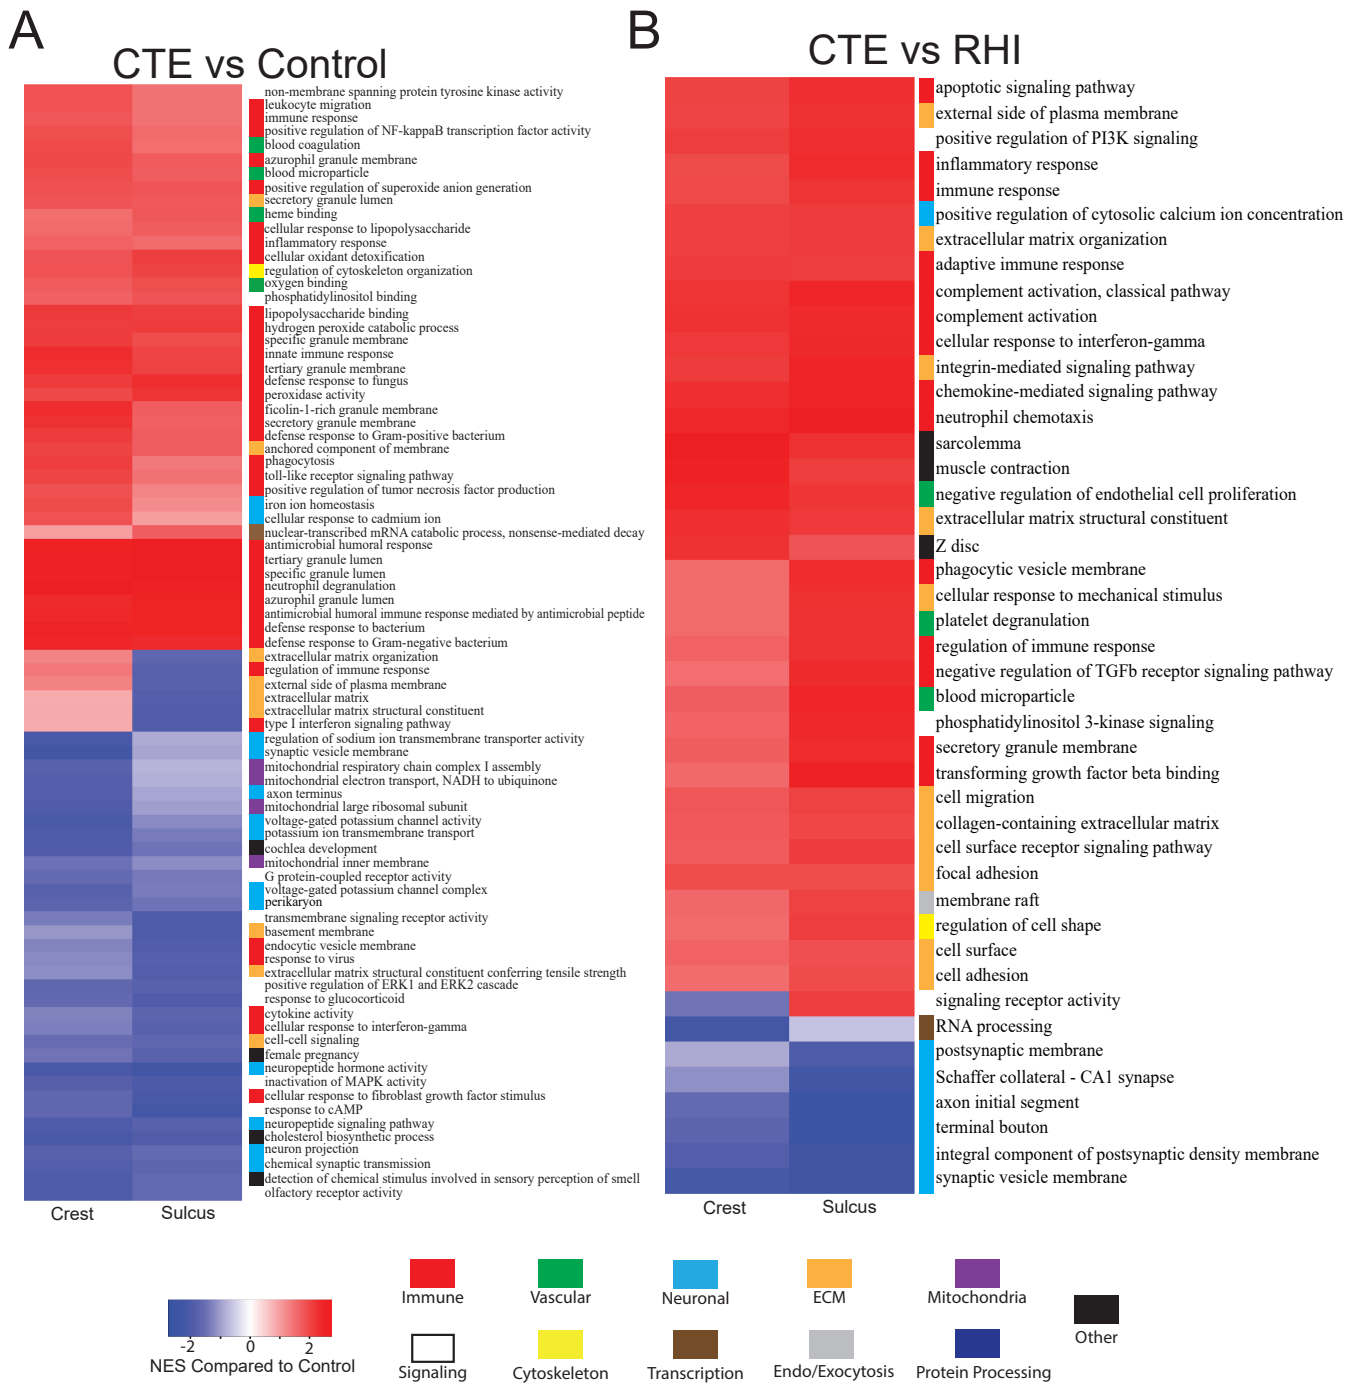 A
CTE vs Control
non-membrane spanning protein tyrosine kinase activity
leukocyte migration
immune response
positive regulation of NF-kappaB transcription factor activity
blood coagulation
azurophil granule membrane
blood microparticle
positive regulation of superoxide anion generation
secretory granule lumen
heme binding
cellular response to lipopolysaccharide
inflammatory response
cellular oxidant detoxification
regulation of cytoskeleton organization
oxygen binding
phosphatidylinositol binding
lipopolysaccharide binding
hydrogen peroxide catabolic process
specific granule membrane
innate immune response
tertiary granule membrane
defense response to fungus
peroxidase activity
ficolin-1-rich granule membrane
secretory granule membrane
defense response to Gram-positive bacterium
anchored component of membrane
phagocytosis
toll-like receptor signaling pathway
positive regulation of tumor necrosis factor production
iron ion homeostasis
cellular response to cadmium ion
nuclear-transcribed mRNA catabolic process, nonsense-mediated decay
antimicrobial humoral response
tertiary granule lumen
specific granule lumen
neutrophil degranulation
azurophil granule lumen
antimicrobial humoral immune response mediated by antimicrobial peptide
defense response to bacterium
defense response to Gram-negative bacterium
extracellular matrix organization
regulation of immune response
external side of plasma membrane
extracellular matrix
extracellular matrix structural constituent
type I interferon signaling pathway
regulation of sodium ion transmembrane transporter activity
synaptic vesicle membrane
mitochondrial respiratory chain complex I assembly
mitochondrial electron transport, NADH to ubiquinone
axon terminus
mitochondrial large ribosomal subunit
voltage-gated potassium channel activity
potassium ion transmembrane transport
cochlea development
mitochondrial inner membrane
G protein-coupled receptor activity
voltage-gated potassium channel complex
perikaryon
transmembrane signaling receptor activity
basement membrane
endocytic vesicle membrane
response to virus
extracellular matrix structural constituent conferring tensile strength
positive regulation of ERK1 and ERK2 cascade
response to glucocorticoid
cytokine activity
cellular response to interferon-gamma
cell-cell signaling
female pregnancy
neuropeptide hormone activity
inactivation of MAPK activity
cellular response to fibroblast growth factor stimulus
response to cAMP
neuropeptide signaling pathway
cholesterol biosynthetic process
neuron projection
chemical synaptic transmission
detection of chemical stimulus involved in sensory perception of smell
olfactory receptor activity
Crest
Sulcus
B
CTE vs RHI
apoptotic signaling pathway
external side of plasma membrane
positive regulation of PI3K signaling
inflammatory response
immune response
positive regulation of cytosolic calcium ion concentration
extracellular matrix organization
adaptive immune response
complement activation, classical pathway
complement activation
cellular response to interferon-gamma
integrin-mediated signaling pathway
chemokine-mediated signaling pathway
neutrophil chemotaxis
sarcolemma
muscle contraction
negative regulation of endothelial cell proliferation
extracellular matrix structural constituent
Z disc
phagocytic vesicle membrane
cellular response to mechanical stimulus
platelet degranulation
regulation of immune response
negative regulation of TGFb receptor signaling pathway
blood microparticle
phosphatidylinositol 3-kinase signaling
secretory granule membrane
transforming growth factor beta binding
cell migration
collagen-containing extracellular matrix
cell surface receptor signaling pathway
focal adhesion
membrane raft
regulation of cell shape
cell surface
cell adhesion
signaling receptor activity
RNA processing
postsynaptic membrane
Schaffer collateral - CA1 synapse
axon initial segment
terminal bouton
integral component of postsynaptic density membrane
synaptic vesicle membrane
Crest
Sulcus
-2 0 2
NES Compared to Control
Immune
Vascular
Neuronal
ECM
Mitochondria
Other
Signaling
Cytoskeleton
Transcription
Endo/Exocytosis
Protein Processing